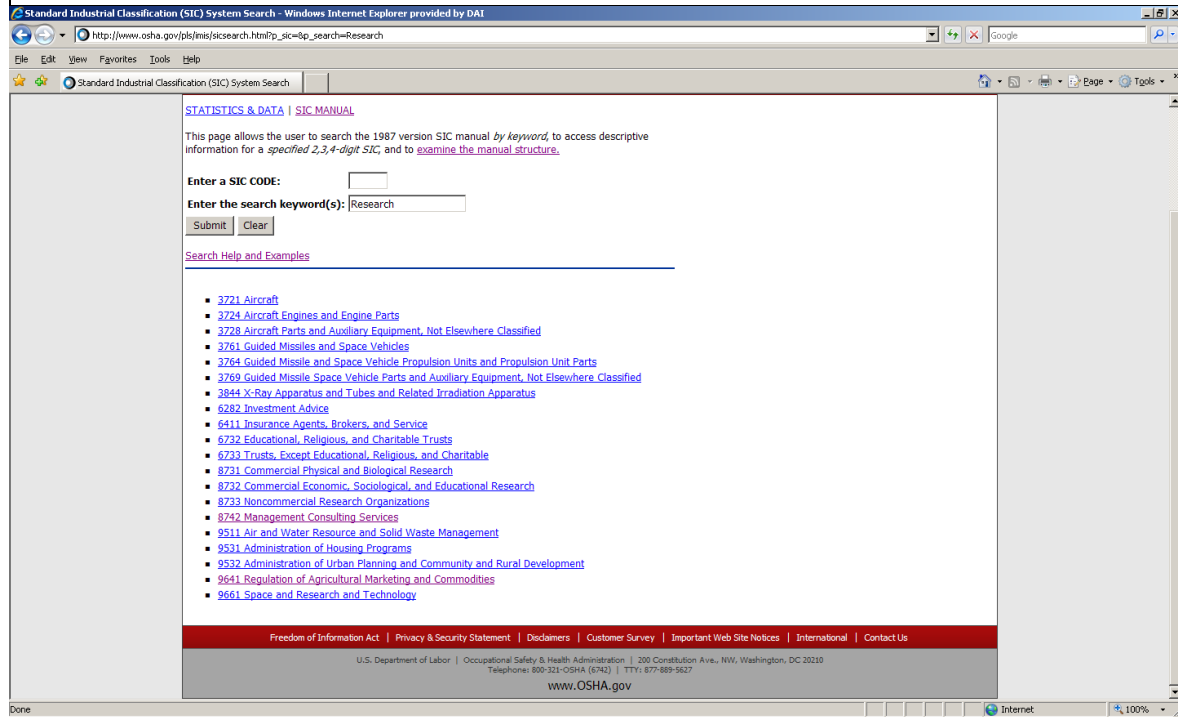 Standard Industrial Classification (SIC) System Search - Windows Internet Explorer provided by DAI
http://www.osha.gov/pls/imis/sicsearch.html?p_sic=&p_search=Research
Google
File Edit View Favorites Tools Help
Standard Industrial Classification (SIC) System Search
Page Tools
STATISTICS & DATA | SIC MANUAL
This page allows the user to search the 1987 version SIC manual by keyword, to access descriptive
information for a specified 2,3,4-digit SIC, and to examine the manual structure.
Enter a SIC CODE:
Enter the search keyword(s): Research
Submit Clear
Search Help and Examples
3721 Aircraft
3724 Aircraft Engines and Engine Parts
3728 Aircraft Parts and Auxiliary Equipment, Not Elsewhere Classified
3761 Guided Missiles and Space Vehicles
3764 Guided Missile and Space Vehicle Propulsion Units and Propulsion Unit Parts
3769 Guided Missile Space Vehicle Parts and Auxiliary Equipment, Not Elsewhere Classified
3844 X-Ray Apparatus and Tubes and Related Irradiation Apparatus
6282 Investment Advice
6411 Insurance Agents, Brokers, and Service
6732 Educational, Religious, and Charitable Trusts
6733 Trusts, Except Educational, Religious, and Charitable
8731 Commercial Physical and Biological Research
8732 Commercial Economic, Sociological, and Educational Research
8733 Noncommercial Research Organizations
8742 Management Consulting Services
9511 Air and Water Resource and Solid Waste Management
9531 Administration of Housing Programs
9532 Administration of Urban Planning and Community and Rural Development
9641 Regulation of Agricultural Marketing and Commodities
9661 Space and Research and Technology
Freedom of Information Act | Privacy & Security Statement | Disclaimers | Customer Survey | Important Web Site Notices | International | Contact Us
U.S. Department of Labor | Occupational Safety & Health Administration | 200 Constitution Ave., NW, Washington, DC 20210
Telephone: 800-321-OSHA (6742) | TTY: 877-889-5627
www.OSHA.gov
Done Internet 100%